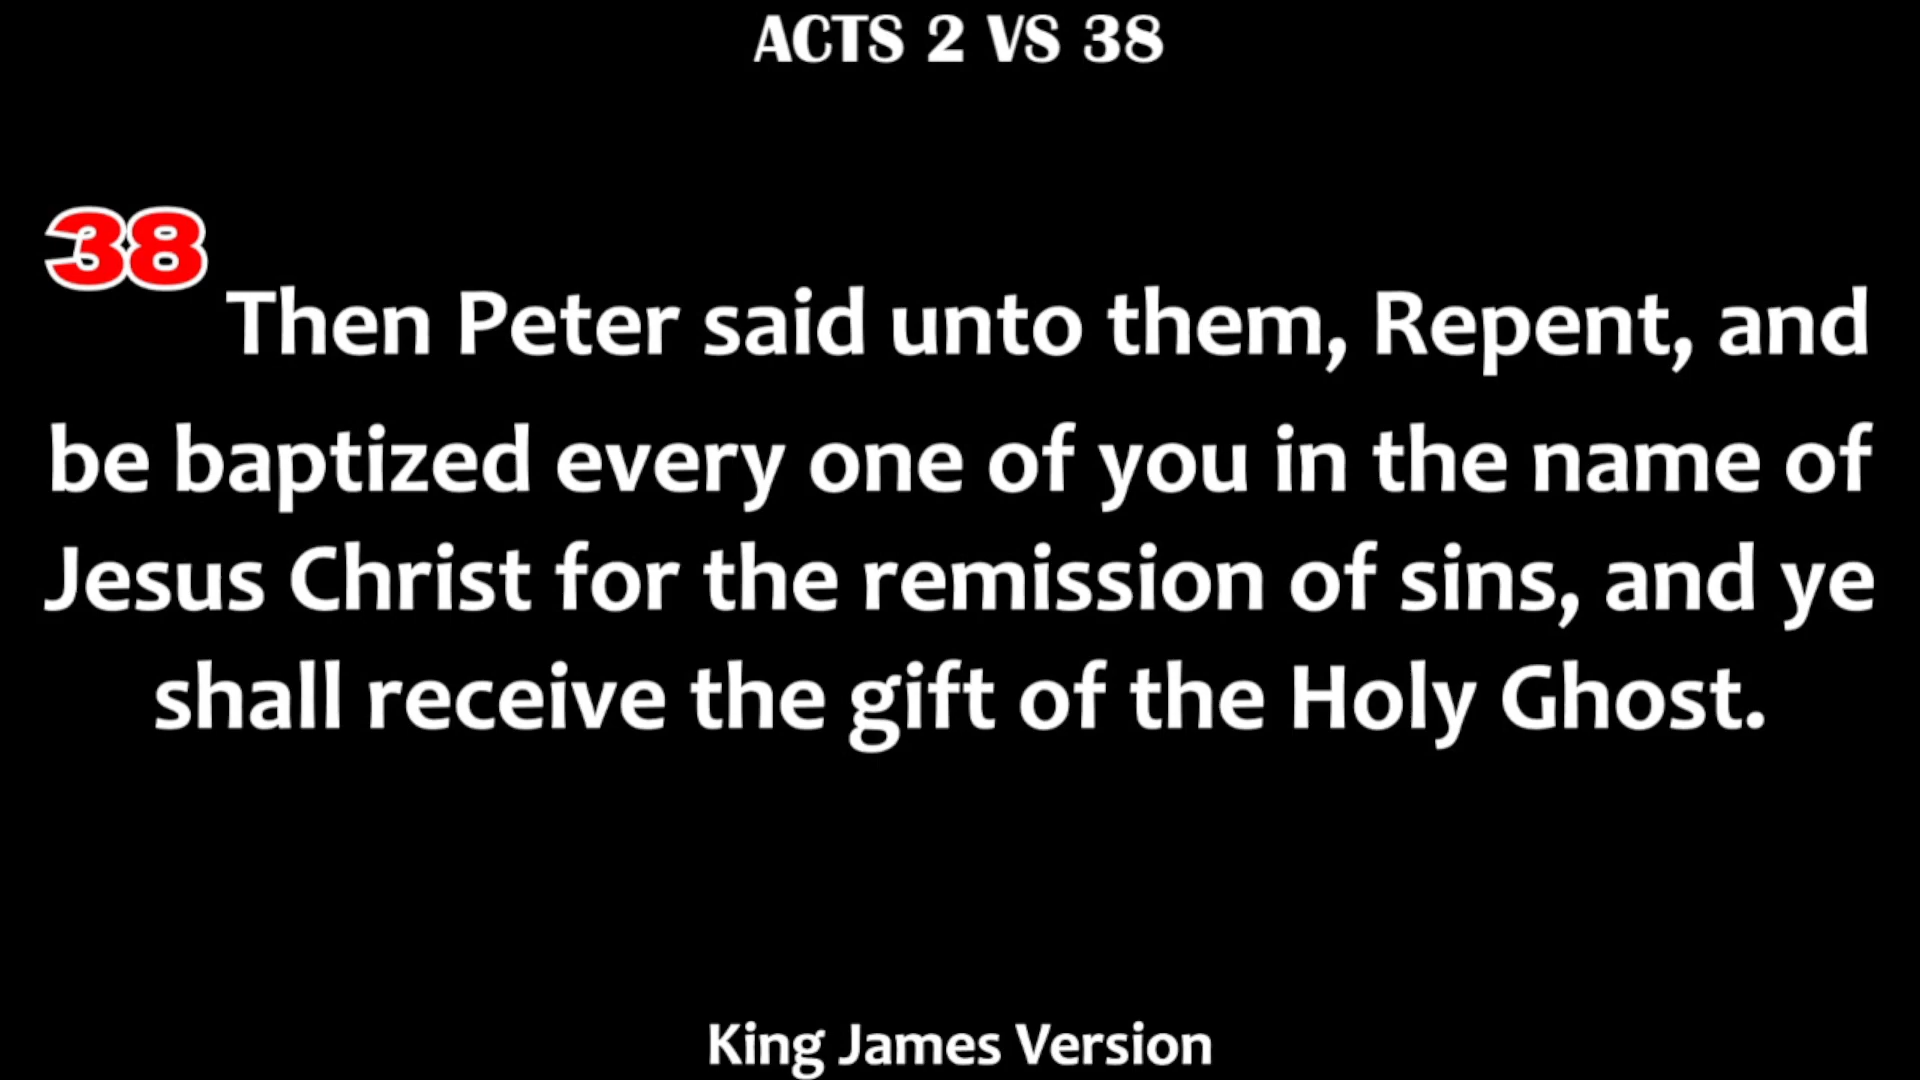 ACTS 2 VS 38
38
Then Peter said unto them, Repent, and
be baptized every one of you in the name of
Jesus Christ for the remission of sins, and ye
shall receive the gift of the Holy Ghost.
King James Version